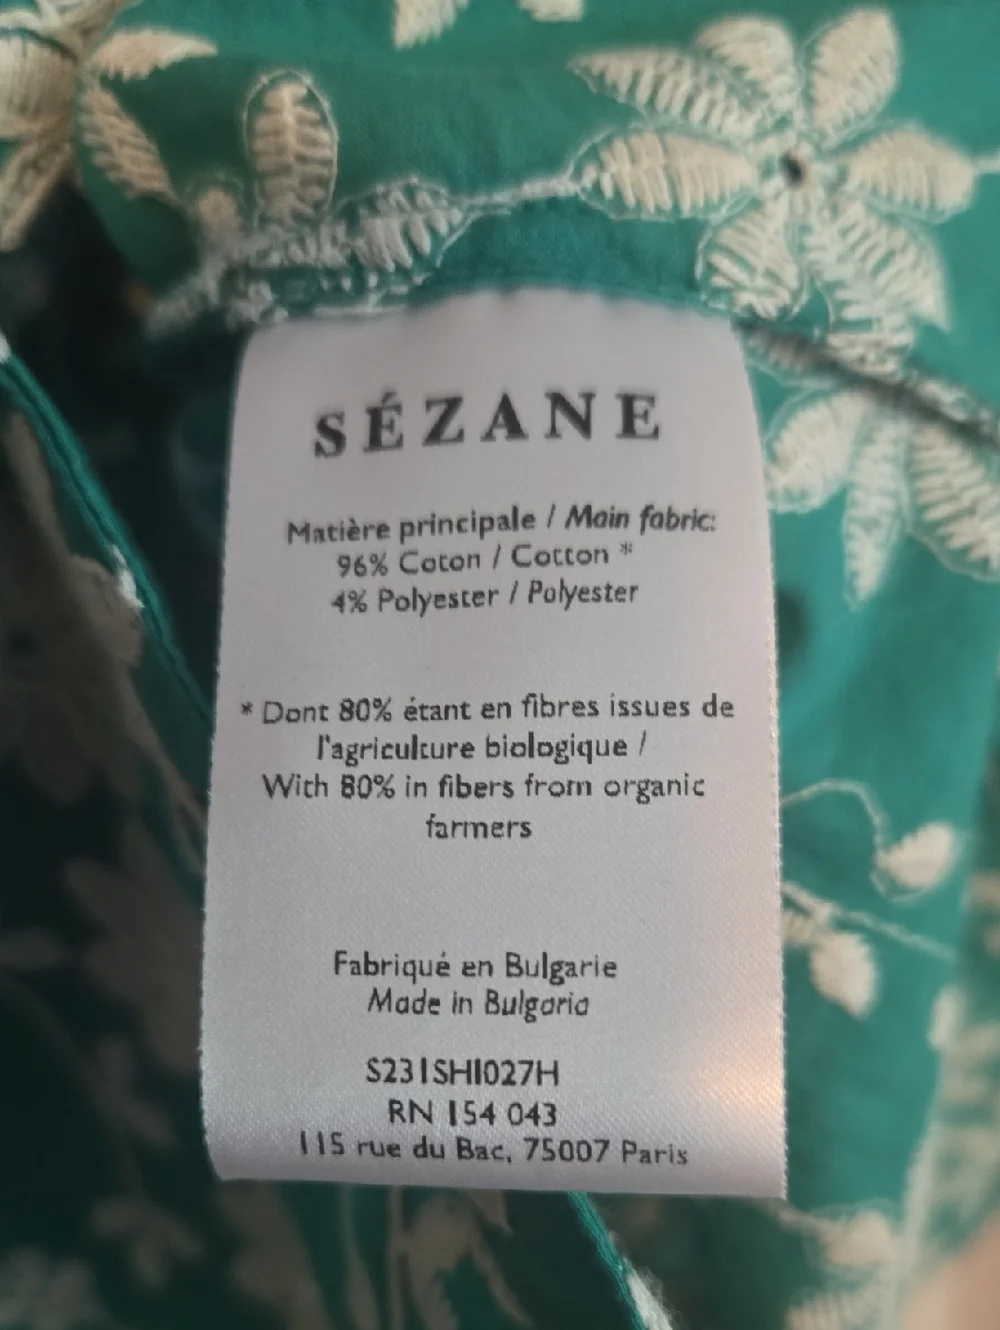 SÉZANE
Matière principale / Main fabric:
96% Coton / Cotton *
4% Polyester / Polyester
* Dont 80% étant en fibres issues de
l'agriculture biologique /
With 80% in fibers from organic
farmers
Fabriqué en Bulgarie
Made in Bulgaria
S231SHI027H
RN 154 043
115 rue du Bac, 75007 Paris